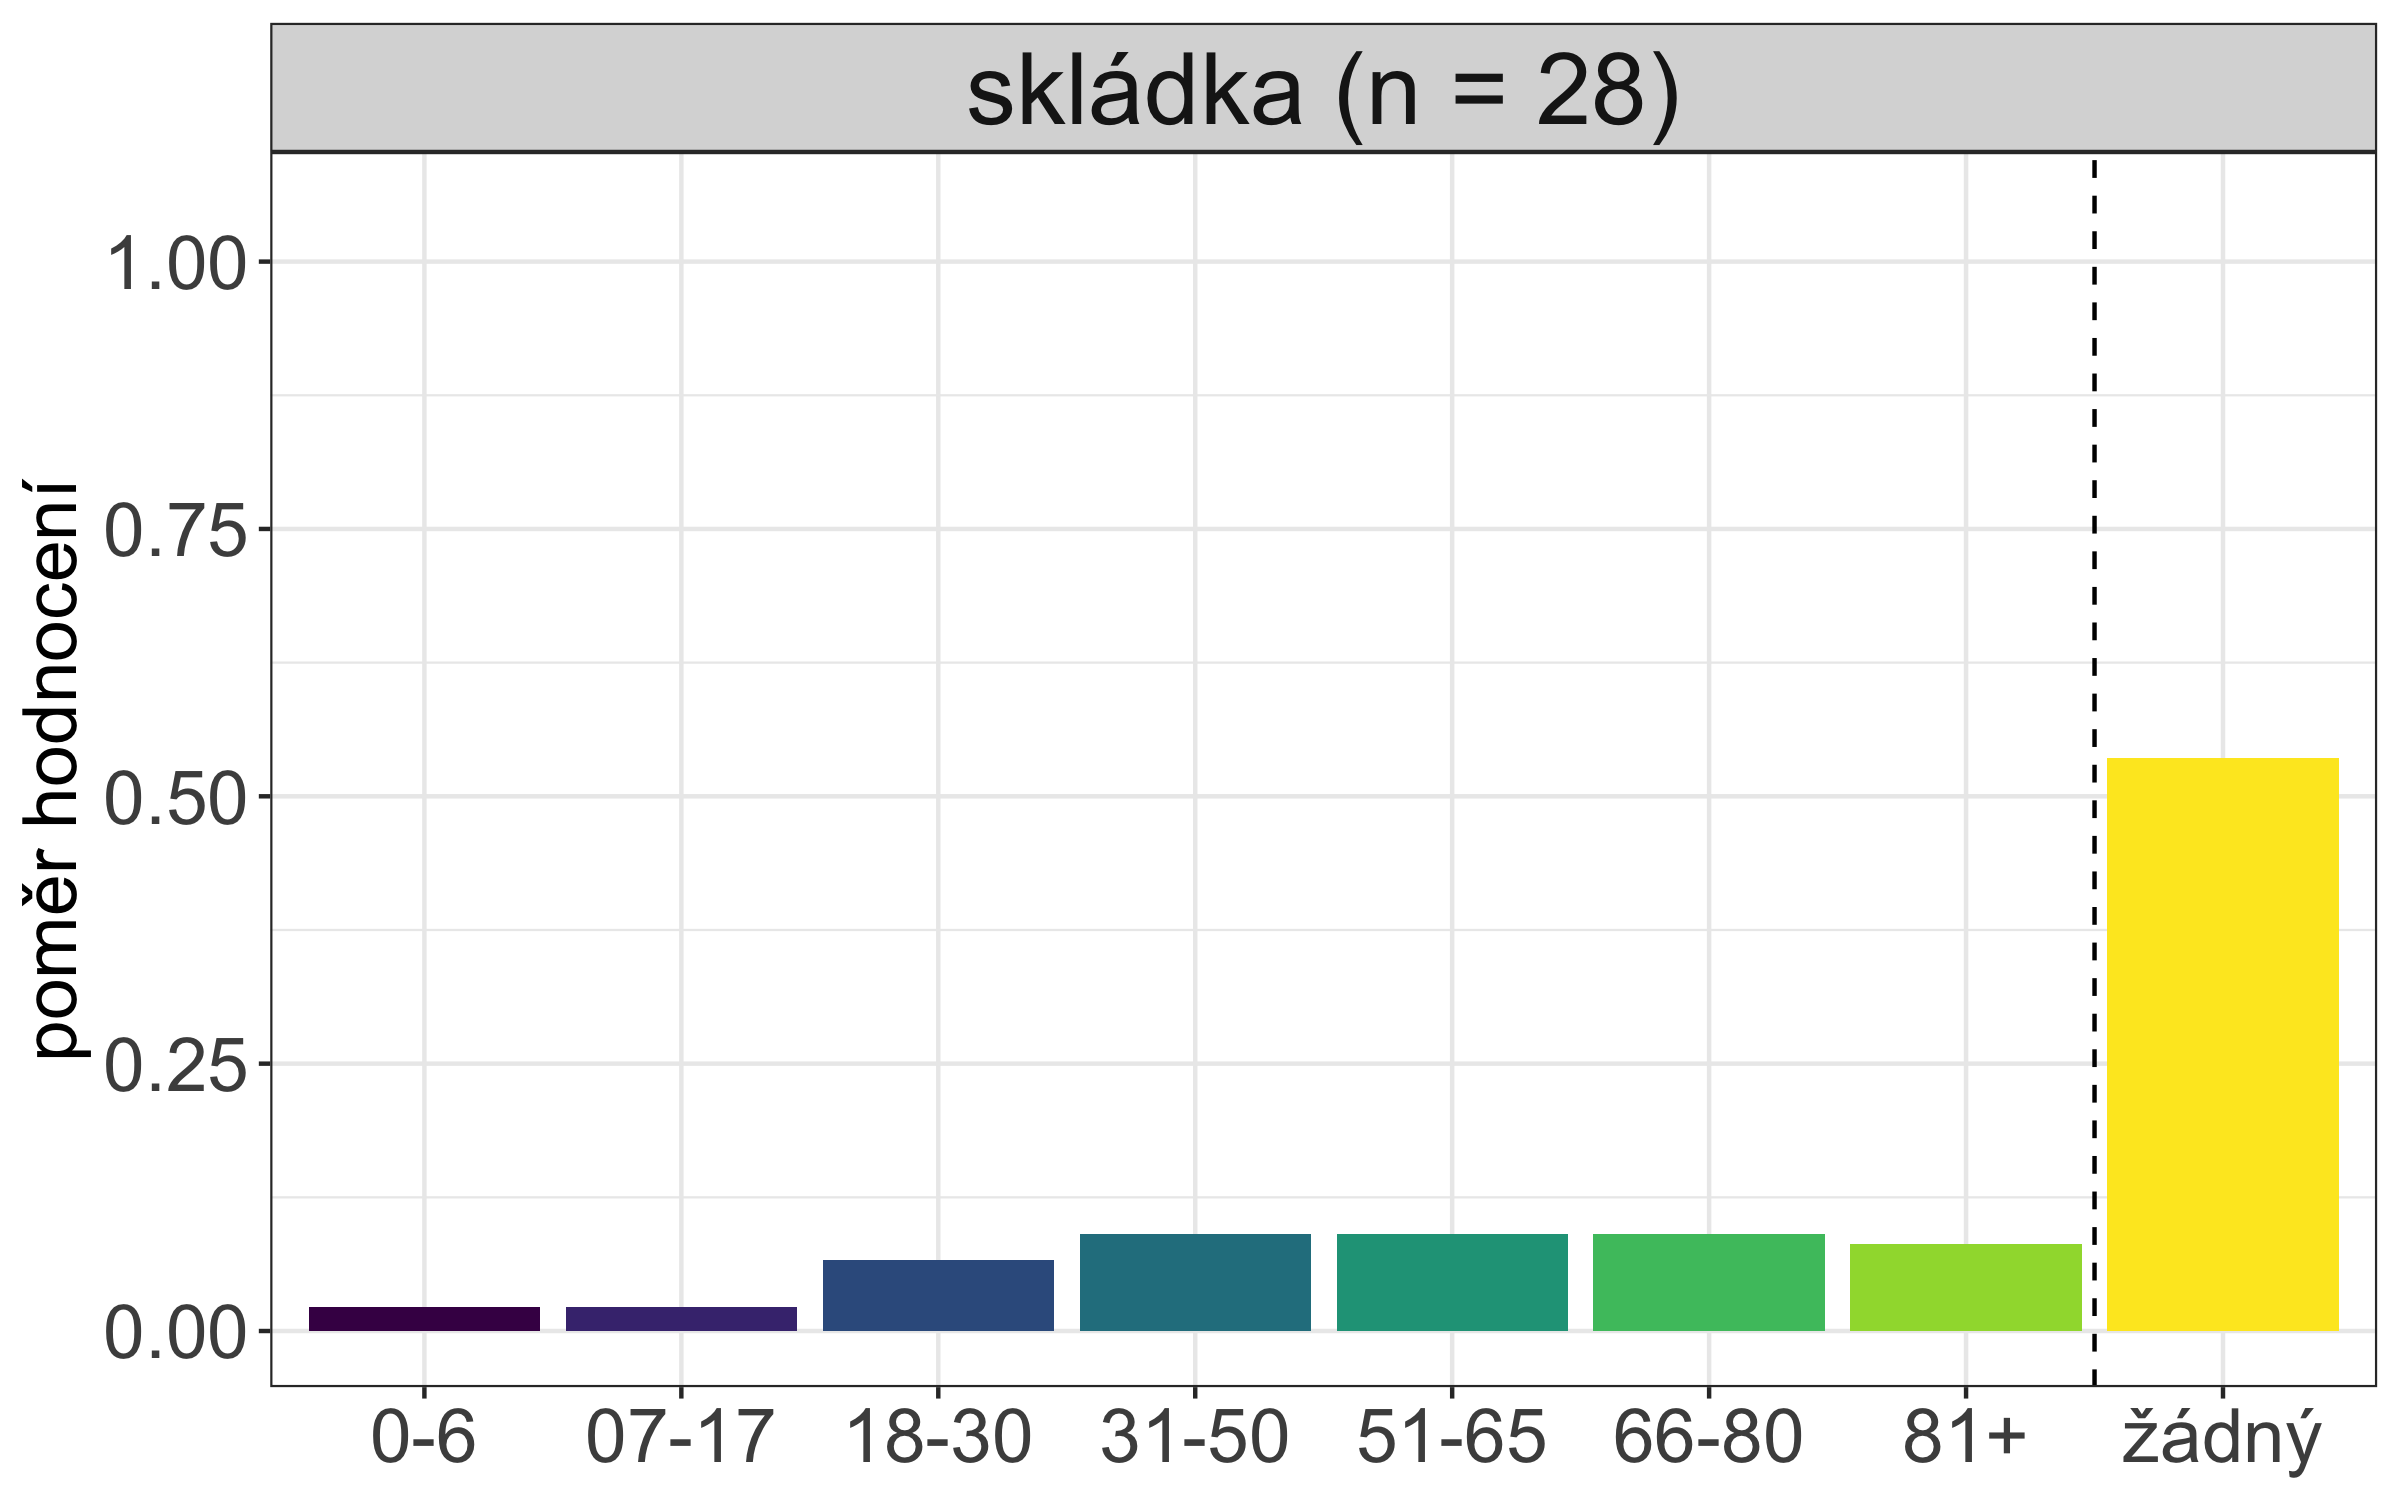 skládka (n = 28)
poměr hodnocení
1.00
0.75
0.50
0.25
0.00
0-6 07-17 18-30 31-50 51-65 66-80 81+ žádný